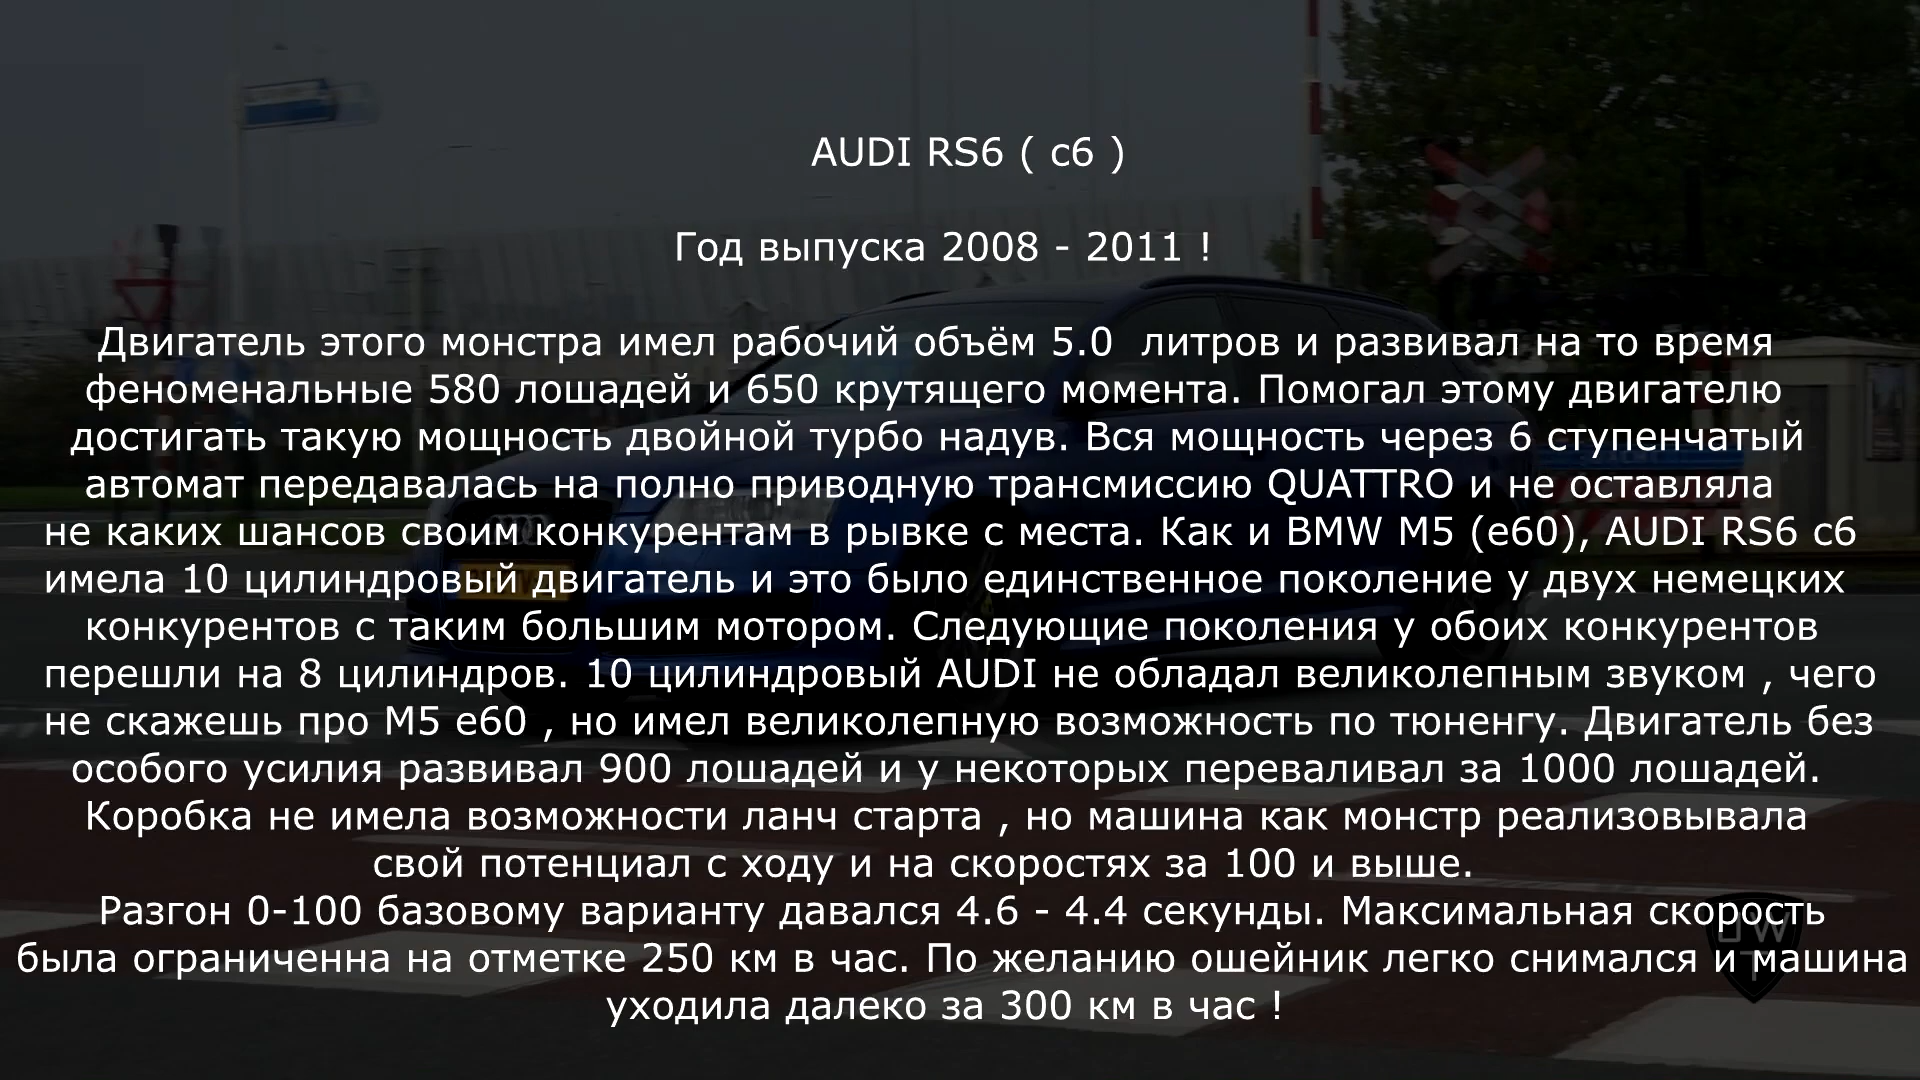 AUDI RS6 ( с6 )
Год выпуска 2008 - 2011 !
Двигатель этого монстра имел рабочий объём 5.0  литров и развивал на то время
феноменальные 580 лошадей и 650 крутящего момента. Помогал этому двигателю
достигать такую мощность двойной турбо надув. Вся мощность через 6 ступенчатый
автомат передавалась на полно приводную трансмиссию QUATTRO и не оставляла
не каких шансов своим конкурентам в рывке с места. Как и BMW M5 (е60), AUDI RS6 с6
имела 10 цилиндровый двигатель и это было единственное поколение у двух немецких
конкурентов с таким большим мотором. Следующие поколения у обоих конкурентов
перешли на 8 цилиндров. 10 цилиндровый AUDI не обладал великолепным звуком , чего
не скажешь про М5 е60 , но имел великолепную возможность по тюненгу. Двигатель без
особого усилия развивал 900 лошадей и у некоторых переваливал за 1000 лошадей.
Коробка не имела возможности ланч старта , но машина как монстр реализовывала
свой потенциал с ходу и на скоростях за 100 и выше.
Разгон 0-100 базовому варианту давался 4.6 - 4.4 секунды. Максимальная скорость
была ограниченна на отметке 250 км в час. По желанию ошейник легко снимался и машина
уходила далеко за 300 км в час !
JWT